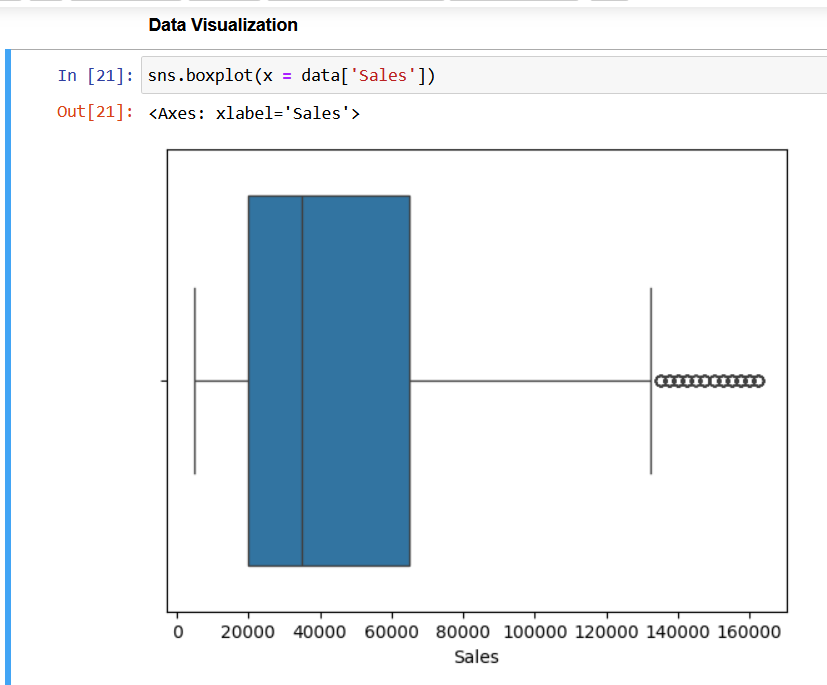 Data Visualization
In [21]: sns.boxplot(x = data['Sales'])
Out[21]: <Axes: xlabel='Sales'>
0 20000 40000 60000 80000 100000 120000 140000 160000
Sales